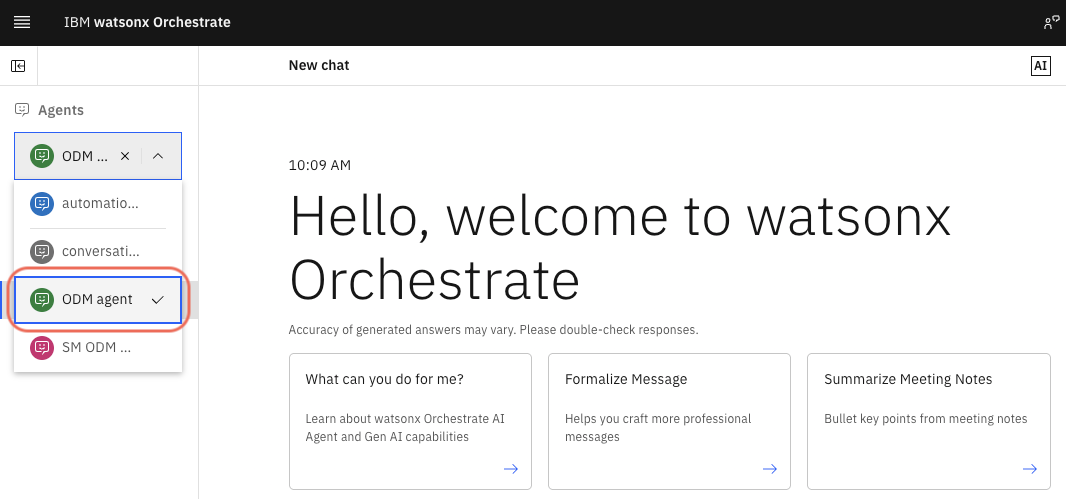 IBM watsonx Orchestrate
New chat
AI
Agents
ODM ...
automatio...
conversati...
ODM agent
SM ODM ...
10:09 AM
Hello, welcome to watsonx
Orchestrate
Accuracy of generated answers may vary. Please double-check responses.
What can you do for me?
Learn about watsonx Orchestrate AI
Agent and Gen AI capabilities
Formalize Message
Helps you craft more professional
messages
Summarize Meeting Notes
Bullet key points from meeting notes